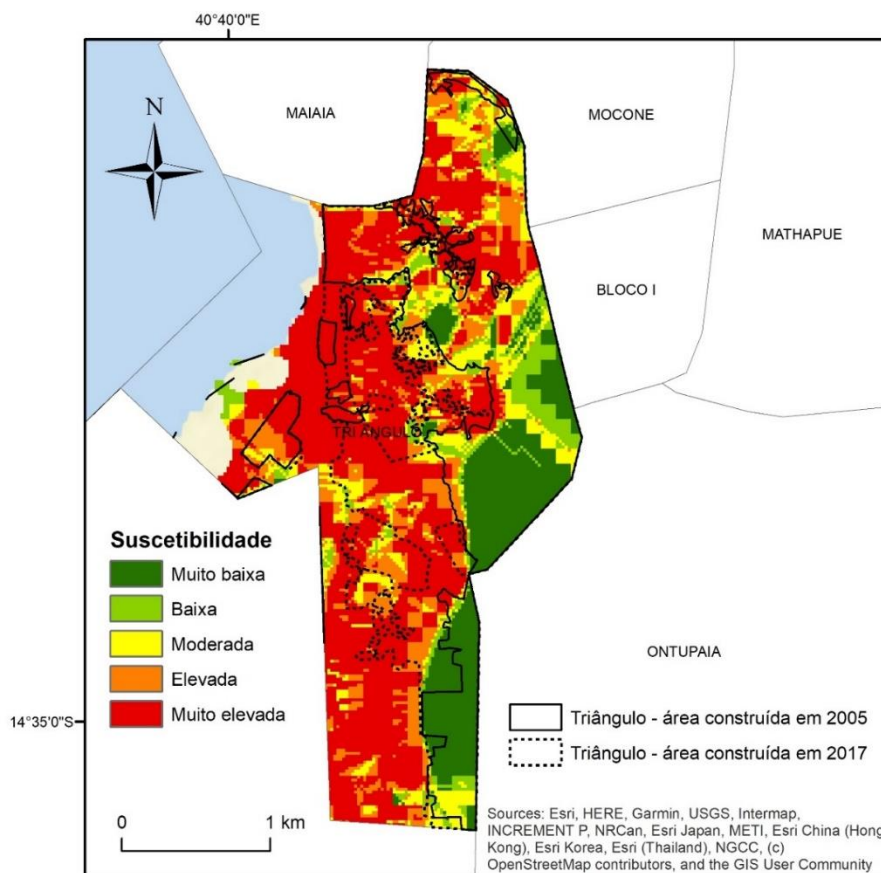 40°40'0"E
MAIAIA
MOCONE
N
MATHAPUE
BLOCO I
TRIÂNGULO
Suscetibilidade
Muito baixa
Baixa
Moderada
Elevada
Muito elevada
ONTUPAIA
14°35'0"S
Triângulo - área construída em 2005
Triângulo - área construída em 2017
0 1 km
Sources: Esri, HERE, Garmin, USGS, Intermap,
INCREMENT P, NRCan, Esri Japan, METI, Esri China (Hong
Kong), Esri Korea, Esri (Thailand), NGCC, (c)
OpenStreetMap contributors, and the GIS User Community